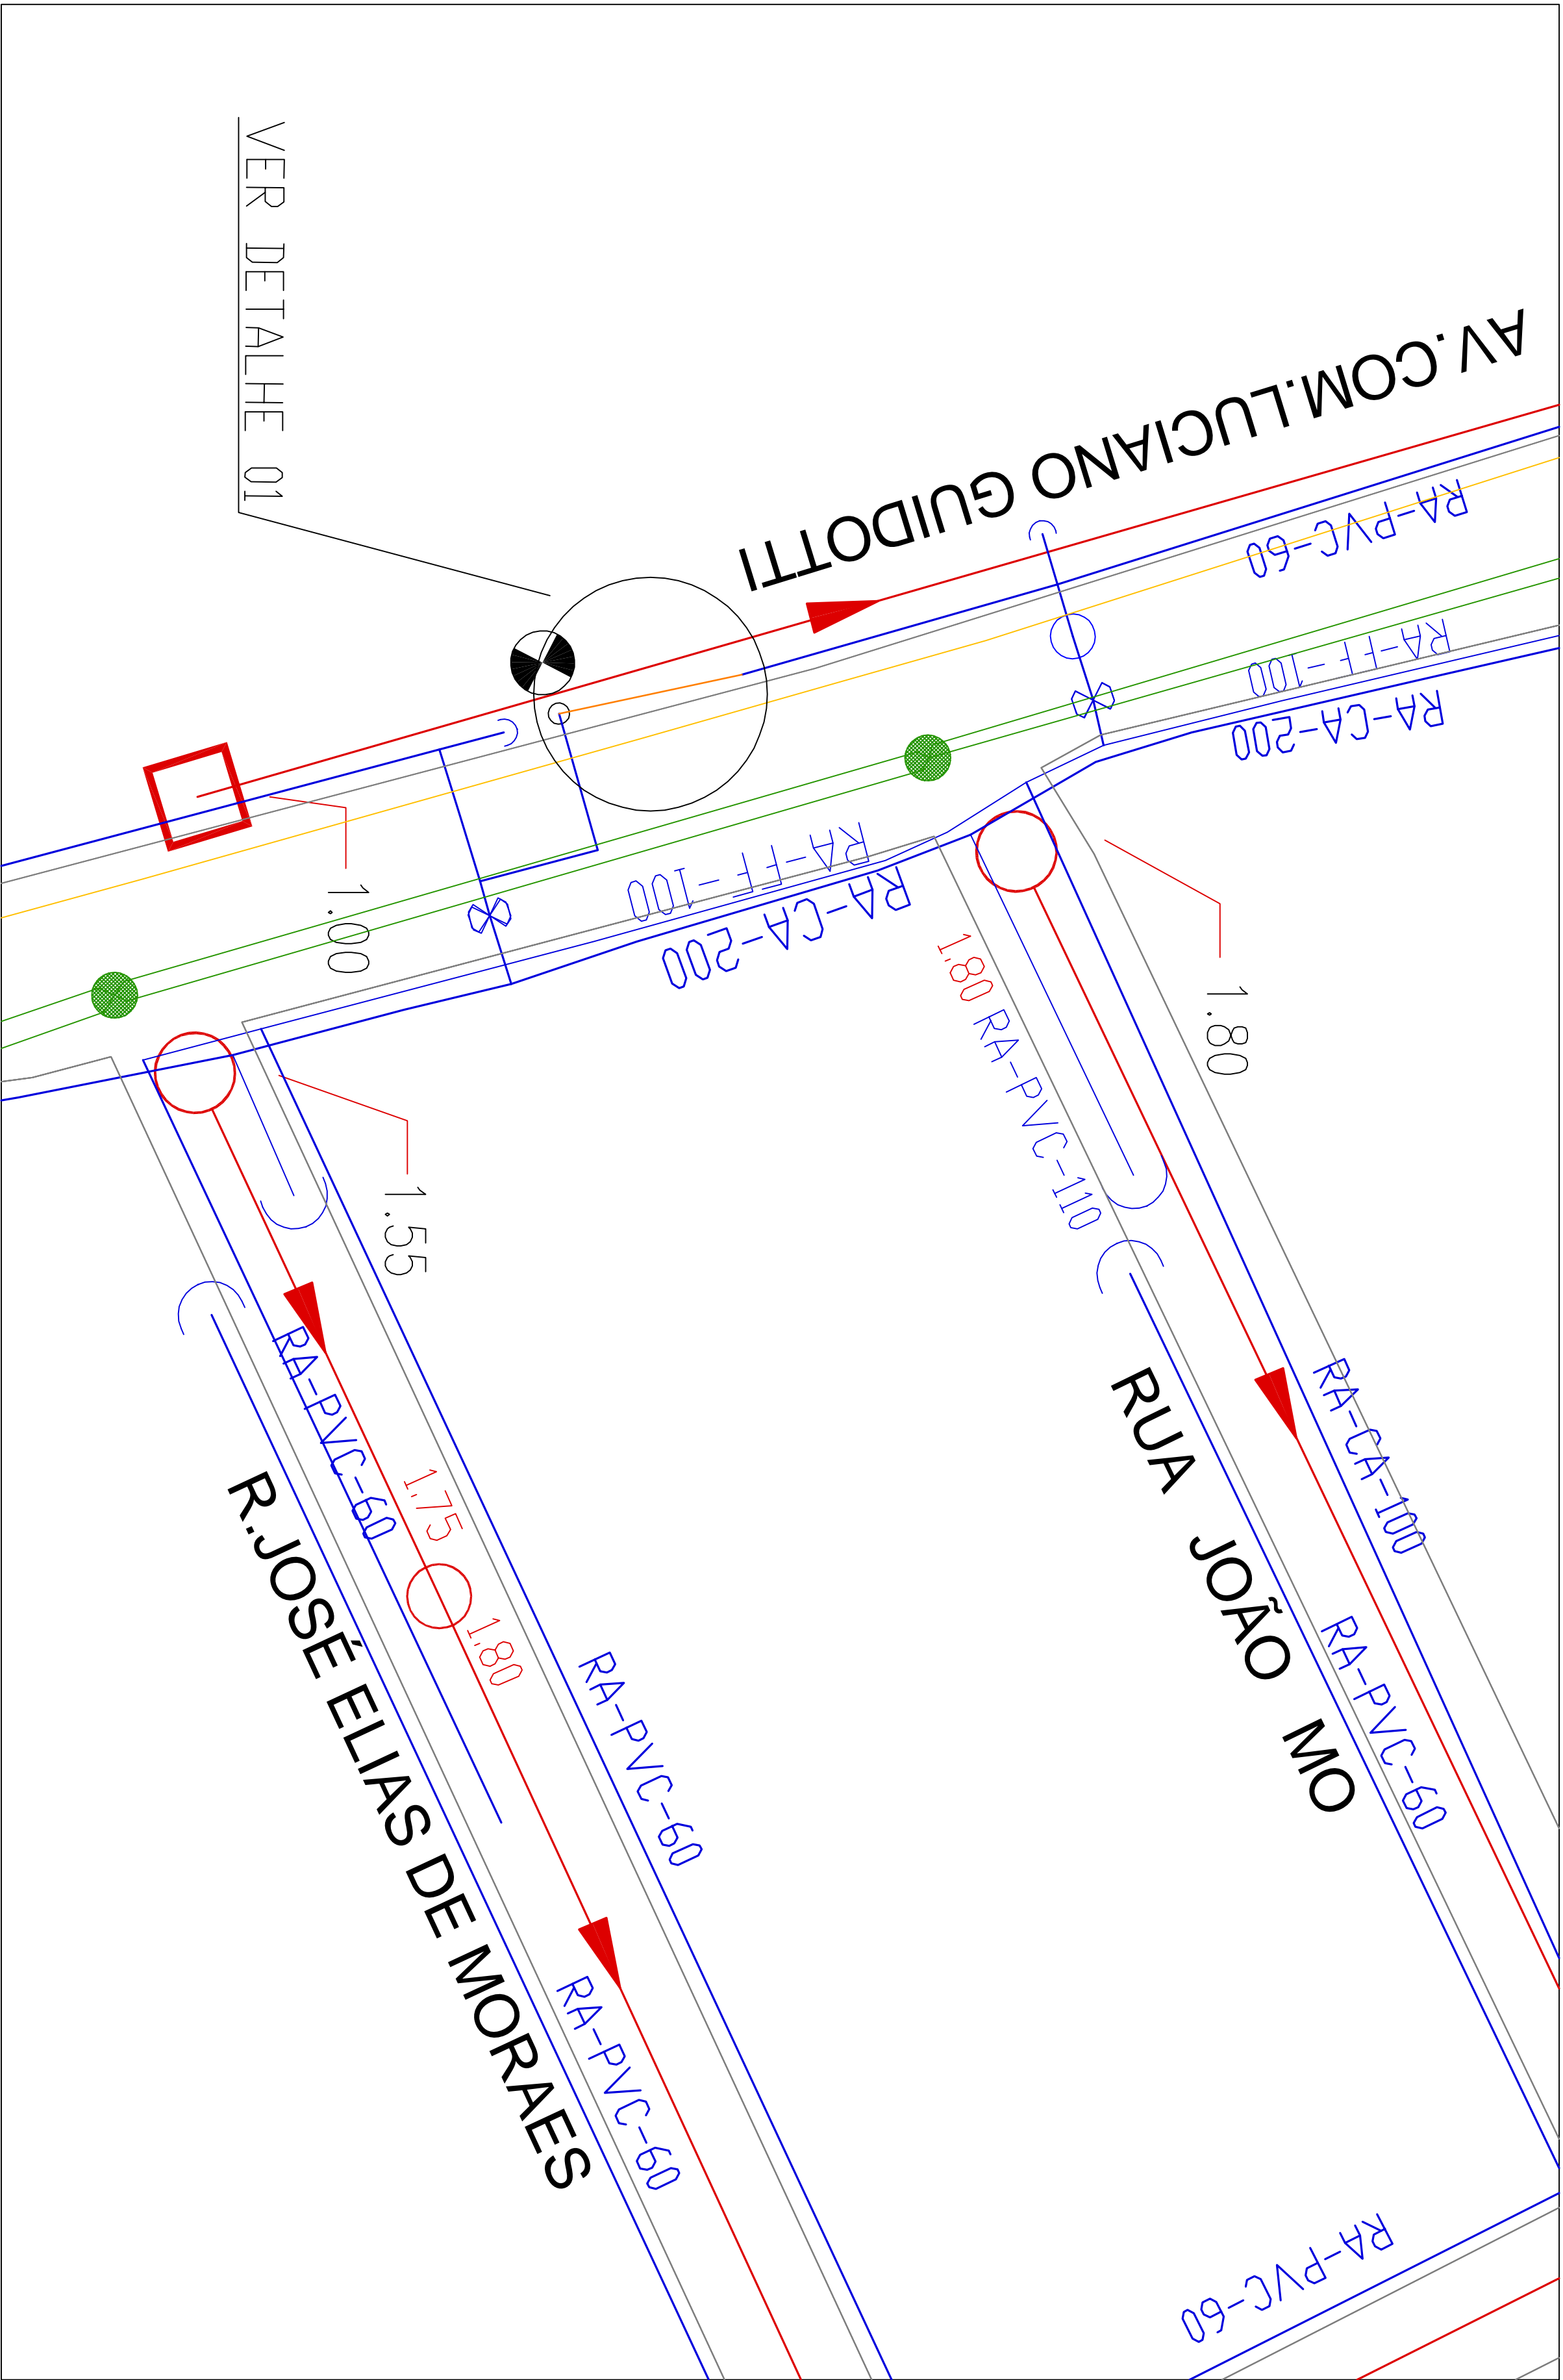 VER DETALHE 01
AV.COM.LUCIANO GUIDOTTI
RA-PVC-60
RA-FF-100
RA-CA-200
RA-FF-100
RA-CA-200
1.00
1.80
1.80
RA-PVC-110
1.55
RA-PVC-60
RA-CA-100
RUA JOÃO MO
1.75
R.JOSÉ ELIAS DE MORAES
1.80
RA-PVC-60
RA-PVC-60
RA-PVC-60
RA-PVC-60